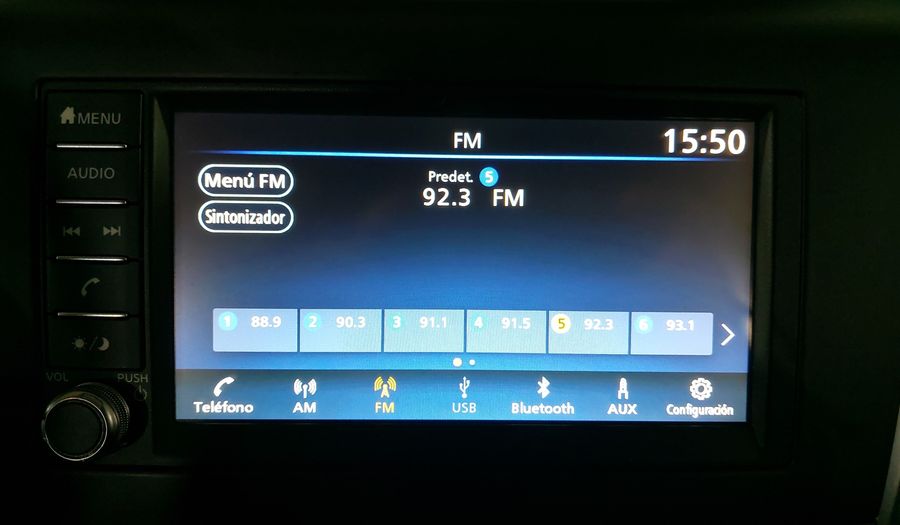 MENU
AUDIO
VOL
PUSH
FM
15:50
Menú FM
Sintonizador
Predet. 5
92.3 FM
1 88.9 2 90.3 3 91.1 4 91.5 5 92.3 6 93.1
Teléfono AM FM USB Bluetooth AUX Configuración